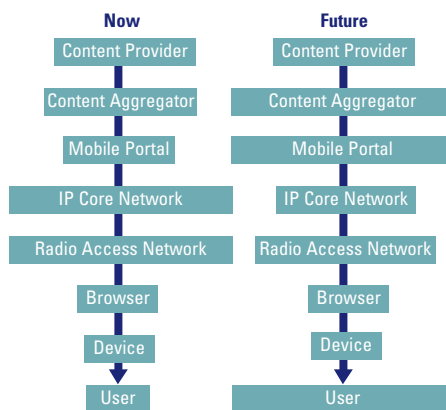 Now
Content Provider
Content Aggregator
Mobile Portal
IP Core Network
Radio Access Network
Browser
Device
User
Future
Content Provider
Content Aggregator
Mobile Portal
IP Core Network
Radio Access Network
Browser
Device
User